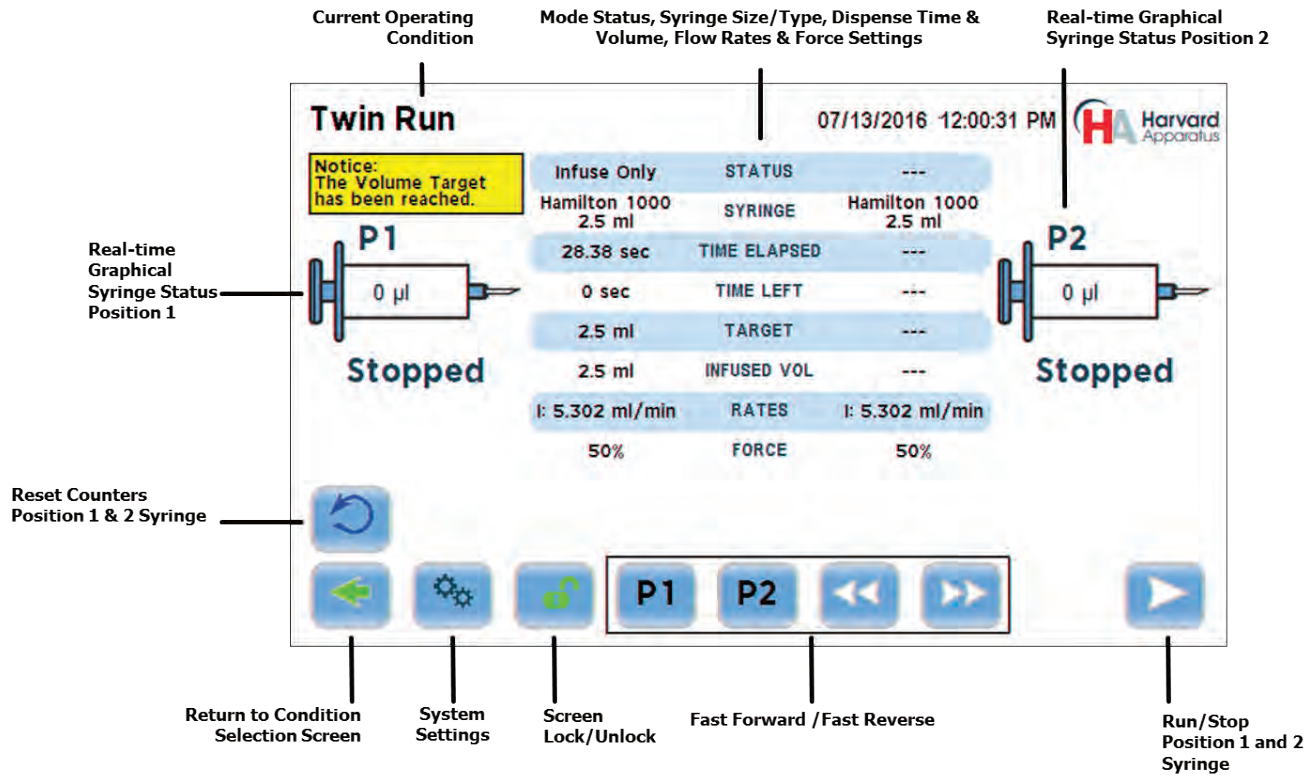 Current Operating
Condition
Mode Status, Syringe Size/Type, Dispense Time &
Volume, Flow Rates & Force Settings
Real-time Graphical
Syringe Status Position 2
Twin Run
07/13/2016 12:00:31 PM
HA Harvard
Apparatus
Notice:
The Volume Target
has been reached.
Infuse Only STATUS ---
Hamilton 1000 2.5 ml SYRINGE Hamilton 1000 2.5 ml
28.38 sec TIME ELAPSED ---
0 sec TIME LEFT ---
2.5 ml TARGET ---
2.5 ml INFUSED VOL ---
I: 5.302 ml/min RATES I: 5.302 ml/min
50% FORCE 50%
Real-time
Graphical
Syringe Status
Position 1
P1
0 µl
Stopped
P2
0 µl
Stopped
Reset Counters
Position 1 & 2 Syringe
P1 P2
Return to Condition
Selection Screen
System
Settings
Screen
Lock/Unlock
Fast Forward /Fast Reverse
Run/Stop
Position 1 and 2
Syringe